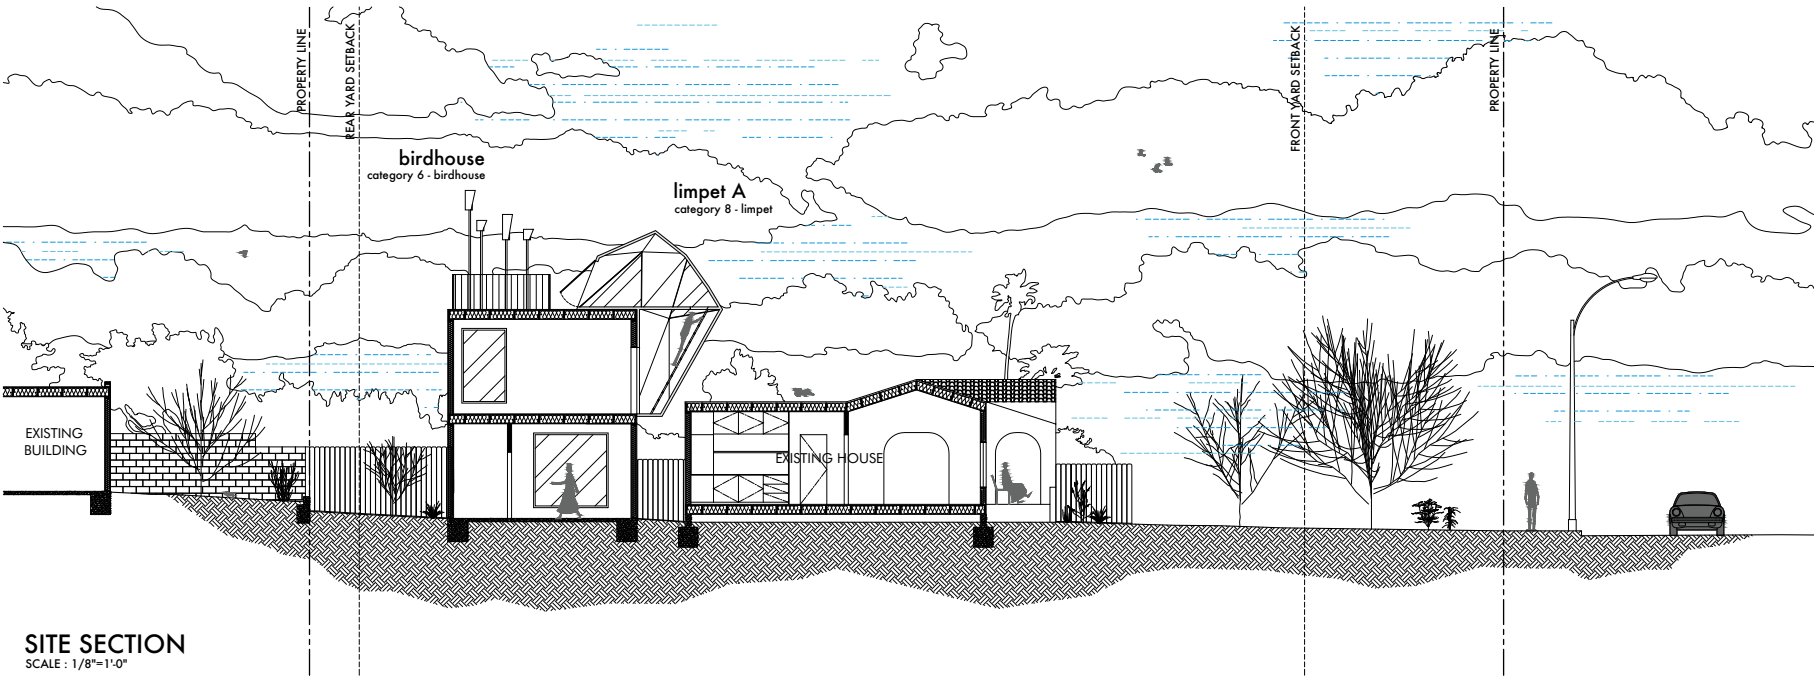 PROPERTY LINE
REAR YARD SETBACK
FRONT YARD SETBACK
PROPERTY LINE
birdhouse
category 6 - birdhouse
limpet A
category 8 - limpet
EXISTING
BUILDING
EXISTING HOUSE
SITE SECTION
SCALE : 1/8"=1'-0"